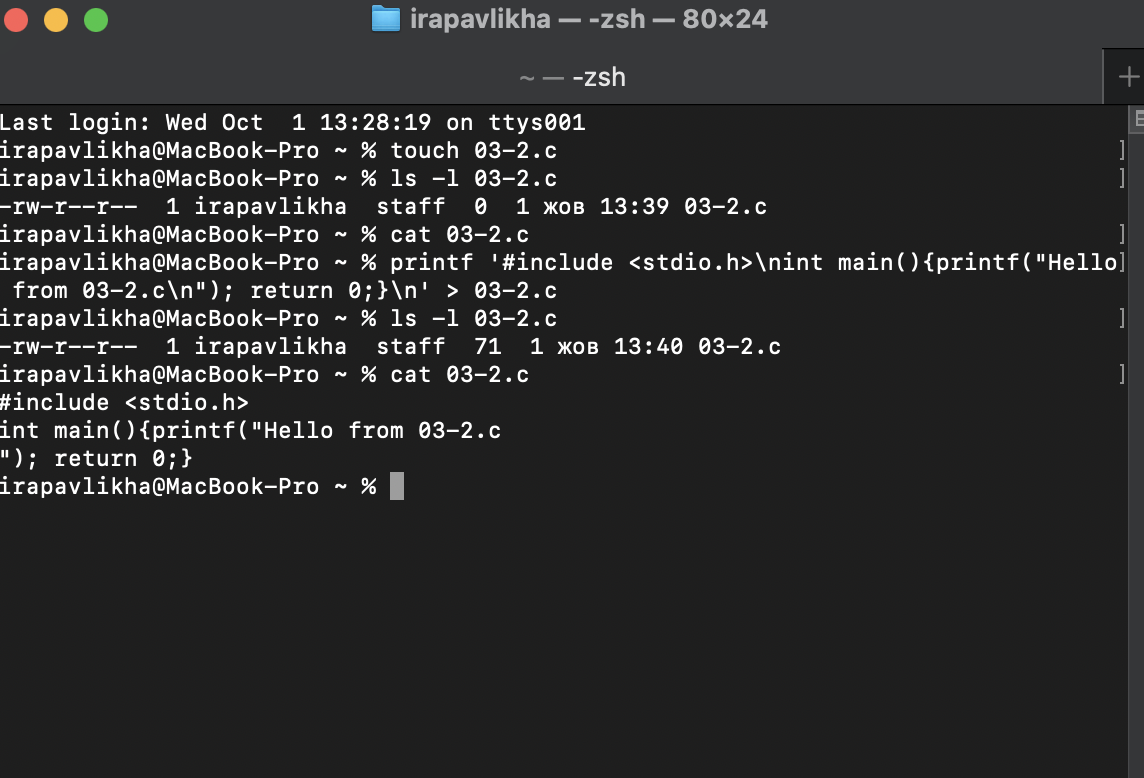 irapavlikha — -zsh — 80×24
~ — -zsh
Last login: Wed Oct  1 13:28:19 on ttys001
irapavlikha@MacBook-Pro ~ % touch 03-2.c
irapavlikha@MacBook-Pro ~ % ls -l 03-2.c
-rw-r--r--  1 irapavlikha  staff  0  1 жов 13:39 03-2.c
irapavlikha@MacBook-Pro ~ % cat 03-2.c
irapavlikha@MacBook-Pro ~ % printf '#include <stdio.h>\nint main(){printf("Hello
 from 03-2.c\n"); return 0;}\n' > 03-2.c
irapavlikha@MacBook-Pro ~ % ls -l 03-2.c
-rw-r--r--  1 irapavlikha  staff  71  1 жов 13:40 03-2.c
irapavlikha@MacBook-Pro ~ % cat 03-2.c
#include <stdio.h>
int main(){printf("Hello from 03-2.c
"); return 0;}
irapavlikha@MacBook-Pro ~ %